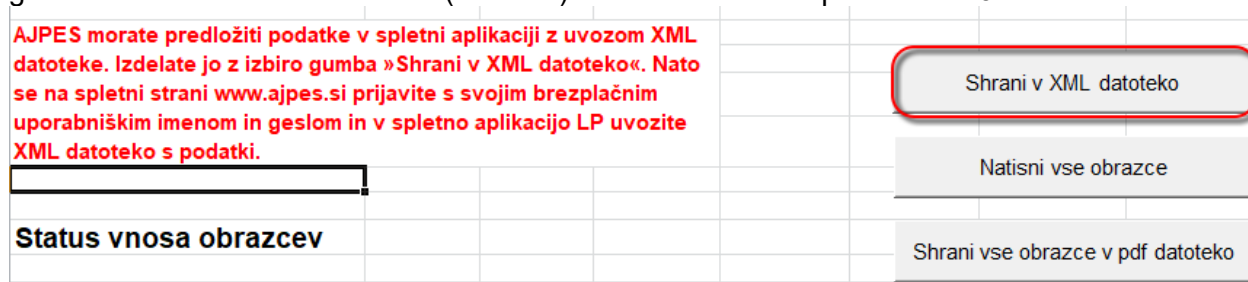 AJPES morate predložiti podatke v spletni aplikaciji z uvozom XML
datoteke. Izdelate jo z izbiro gumba »Shrani v XML datoteko«. Nato
se na spletni strani www.ajpes.si prijavite s svojim brezplačnim
uporabniškim imenom in geslom in v spletno aplikacijo LP uvozite
XML datoteko s podatki.
Shrani v XML datoteko
Natisni vse obrazce
Status vnosa obrazcev
Shrani vse obrazce v pdf datoteko